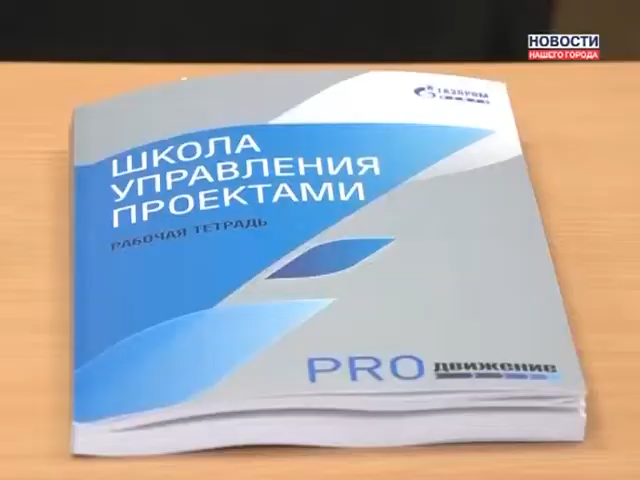 НОВОСТИ
НАШЕГО ГОРОДА
ГАЗПРОМ
ШКОЛА
УПРАВЛЕНИЯ
ПРОЕКТАМИ
РАБОЧАЯ ТЕТРАДЬ
PRO ДВИЖЕНИЕ